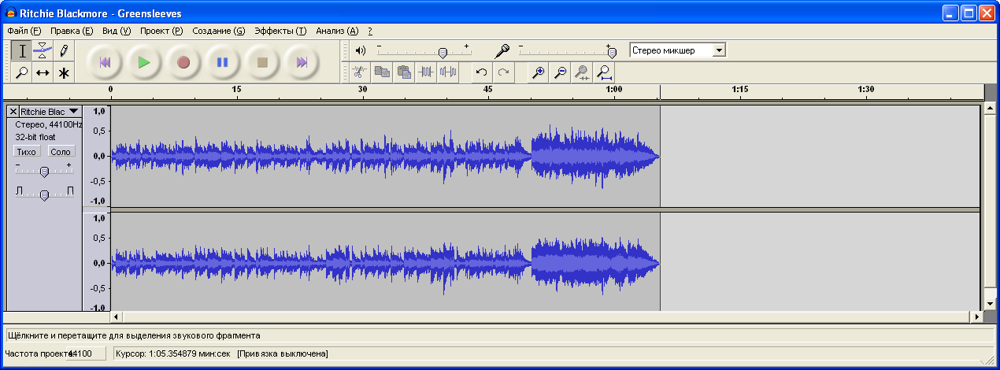 Ritchie Blackmore - Greensleeves
Файл (F) Правка (E) Вид (V) Проект (P) Создание (G) Эффекты (T) Анализ (A) ?
Стерео микшер
0 15 30 45 1:00 1:15 1:30
Ritchie Blac
Стерео, 44100Hz
32-bit float
Тихо Соло
- +
Л П
1,0
0,5
0,0
-0,5
-1,0
1,0
0,5
0,0
-0,5
-1,0
Щёлкните и перетащите для выделения звукового фрагмента
Частота проекта 44100 Курсор: 1:05.354879 мин:сек [Привязка выключена]